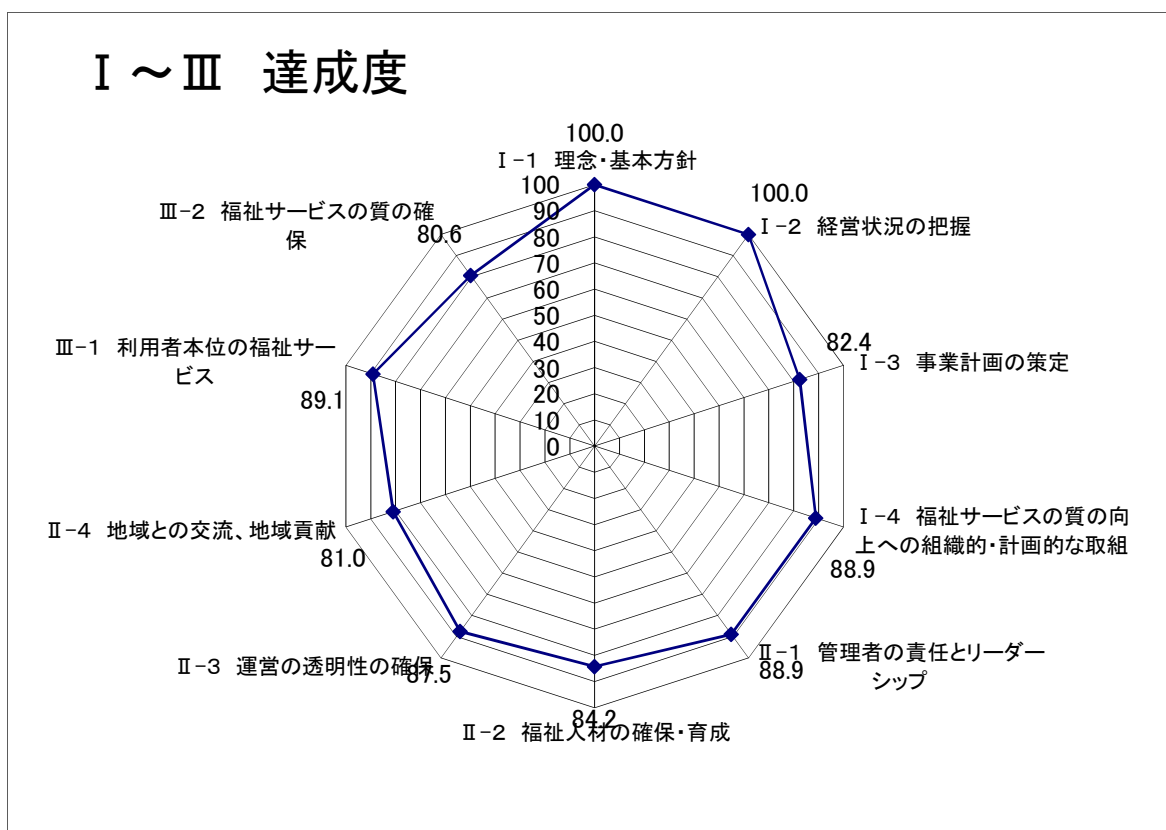 Ⅰ～Ⅲ 達成度
100.0
Ⅰ-1 理念・基本方針
100.0
Ⅰ-2 経営状況の把握
82.4
Ⅰ-3 事業計画の策定
Ⅰ-4 福祉サービスの質の向
上への組織的・計画的な取組
88.9
Ⅱ-1 管理者の責任とリーダー
シップ
88.9
84.2
Ⅱ-2 福祉人材の確保・育成
Ⅱ-3 運営の透明性の確保
87.5
Ⅱ-4 地域との交流、地域貢献
81.0
Ⅲ-1 利用者本位の福祉サー
ビス
89.1
Ⅲ-2 福祉サービスの質の確
保
80.6
100
90
80
70
60
50
40
30
20
10
0